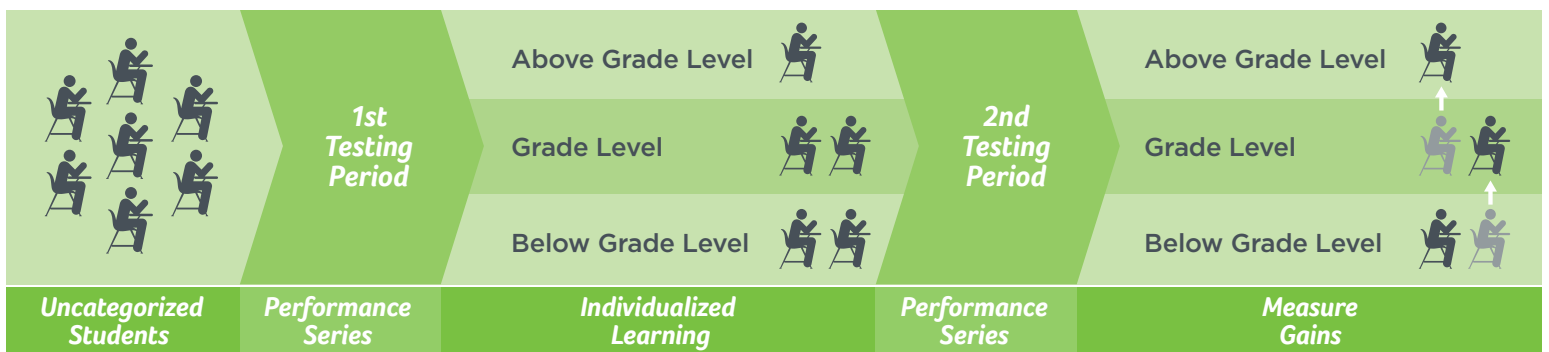 1st
Testing
Period
Above Grade Level
Grade Level
Below Grade Level
2nd
Testing
Period
Above Grade Level
Grade Level
Below Grade Level
Uncategorized
Students
Performance
Series
Individualized
Learning
Performance
Series
Measure
Gains